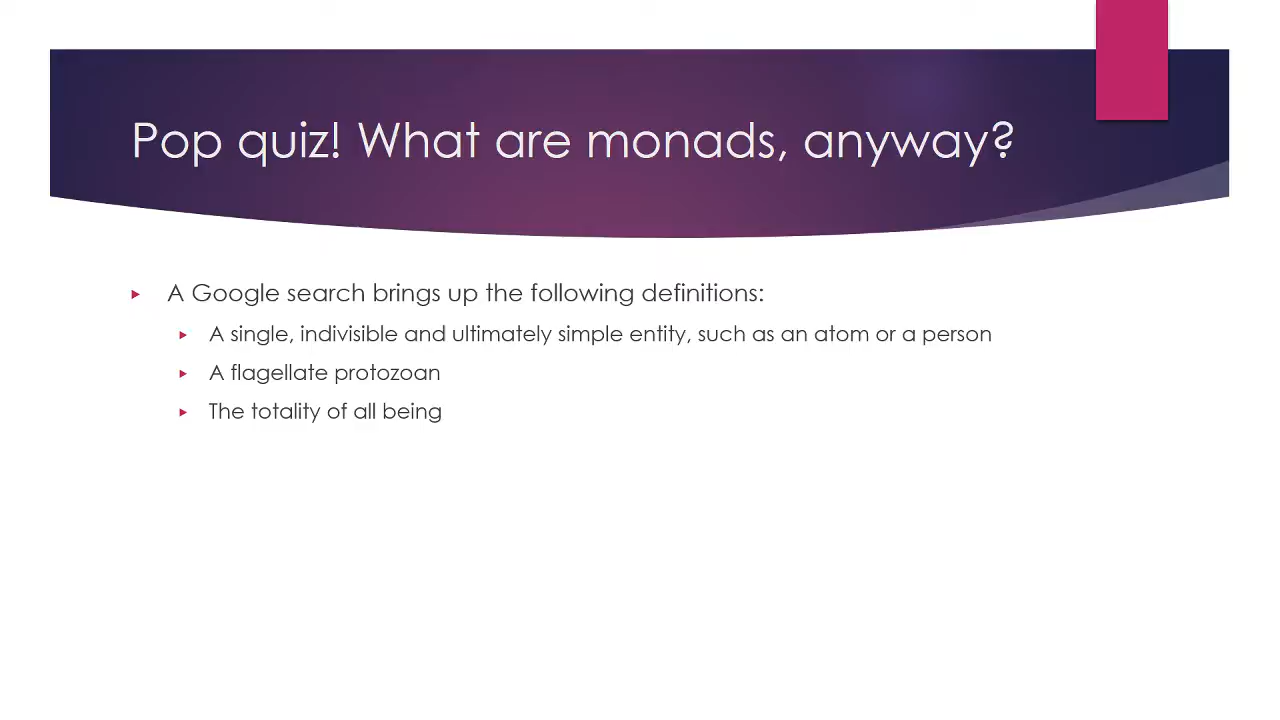 Pop quiz! What are monads, anyway?
A Google search brings up the following definitions:
A single, indivisible and ultimately simple entity, such as an atom or a person
A flagellate protozoan
The totality of all being